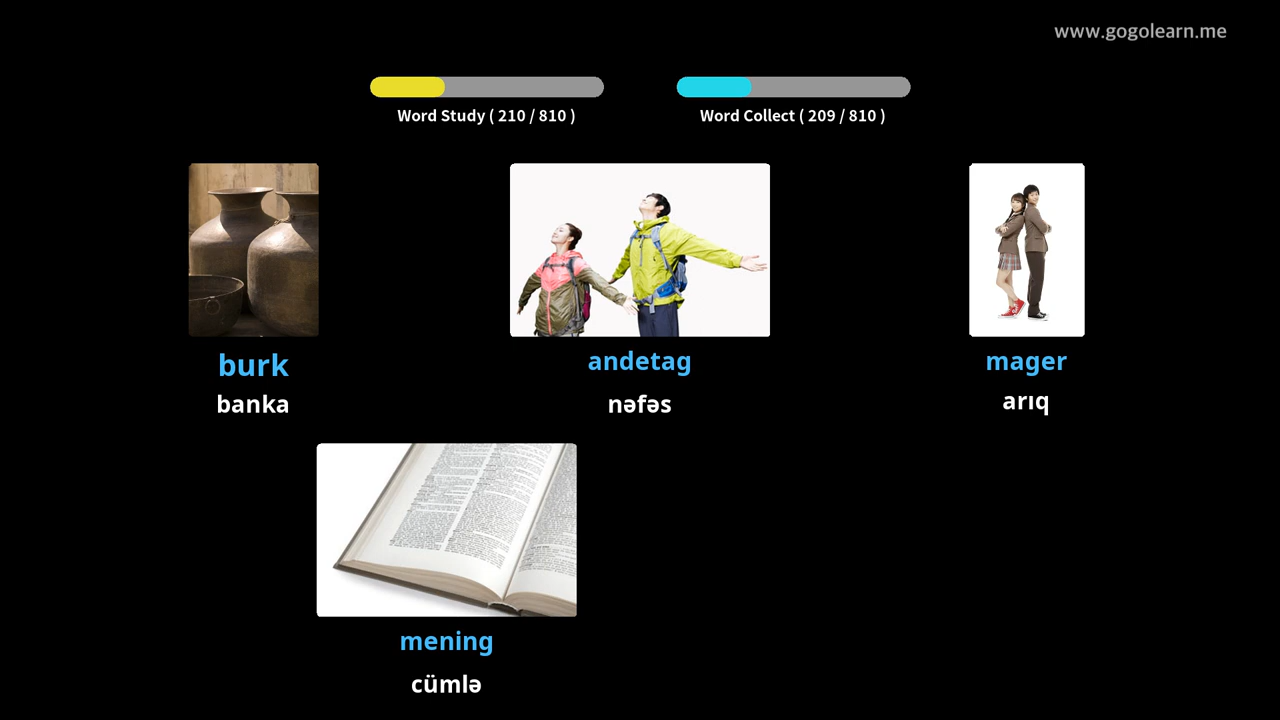 www.gogolearn.me
Word Study ( 210 / 810 )
Word Collect ( 209 / 810 )
burk
banka
andetag
nəfəs
mager
arıq
mening
cümlə